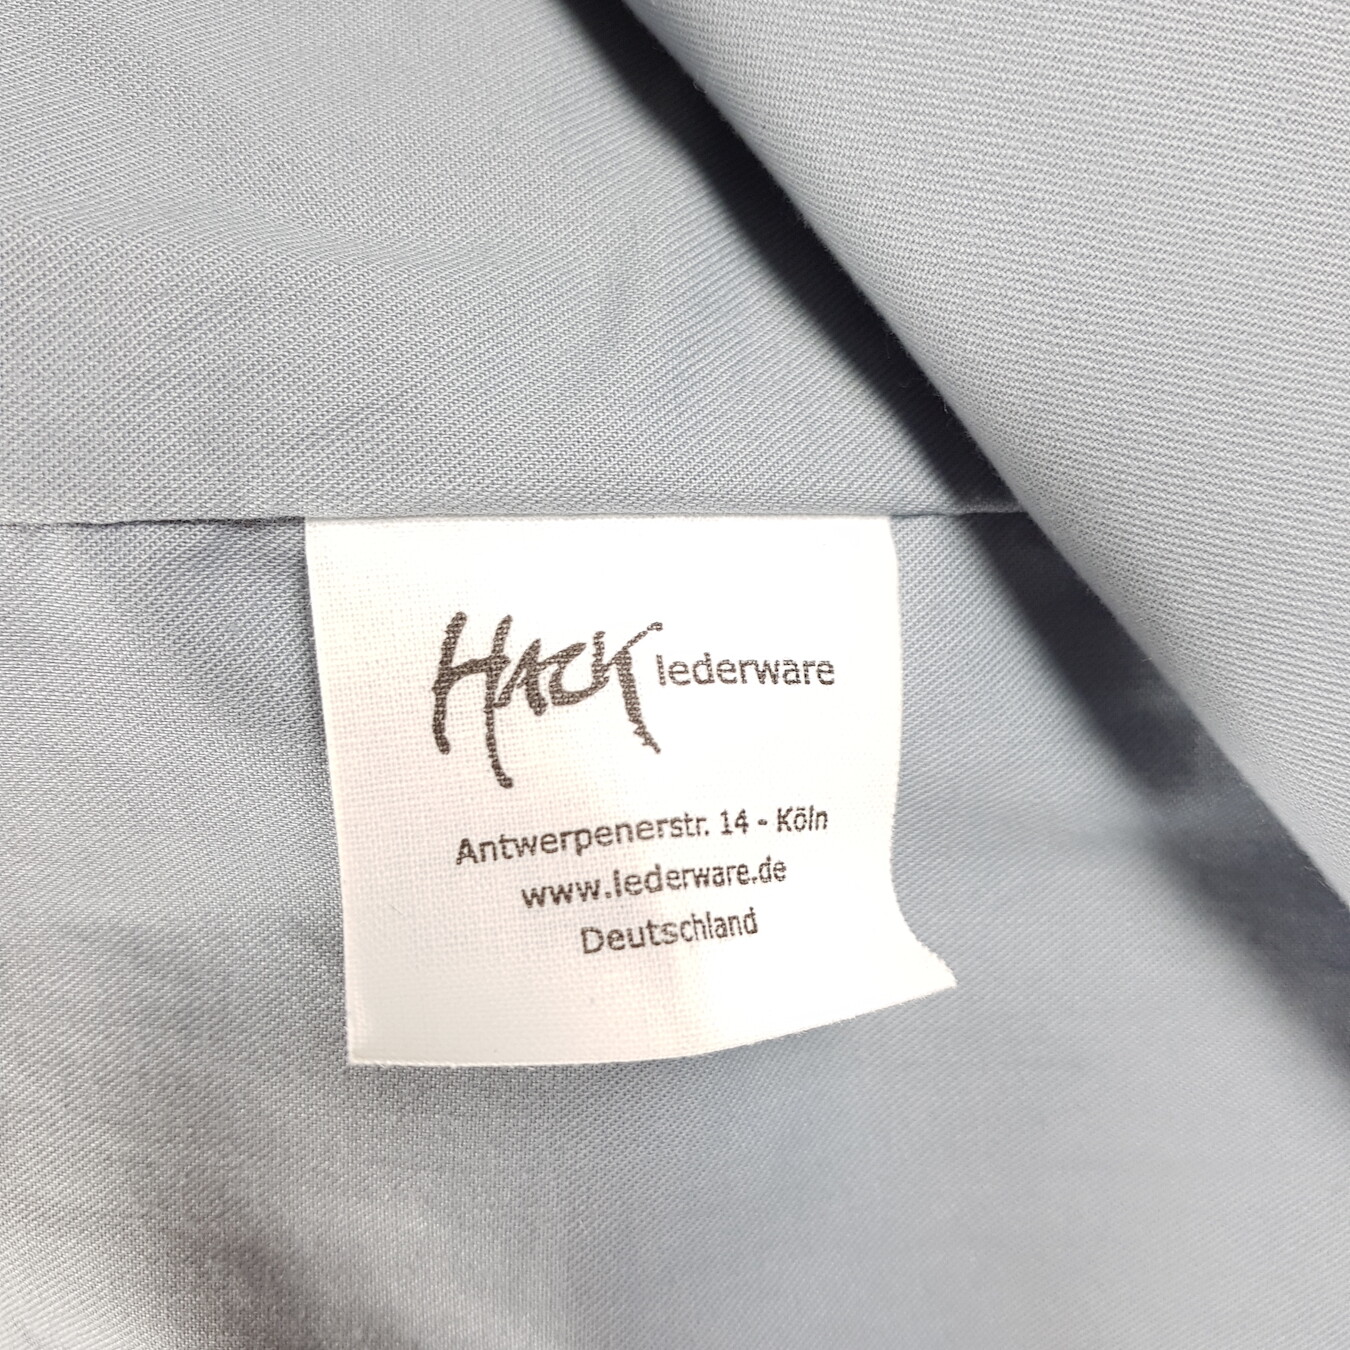 HACK lederware
Antwerpenerstr. 14 - Köln
www.lederware.de
Deutschland